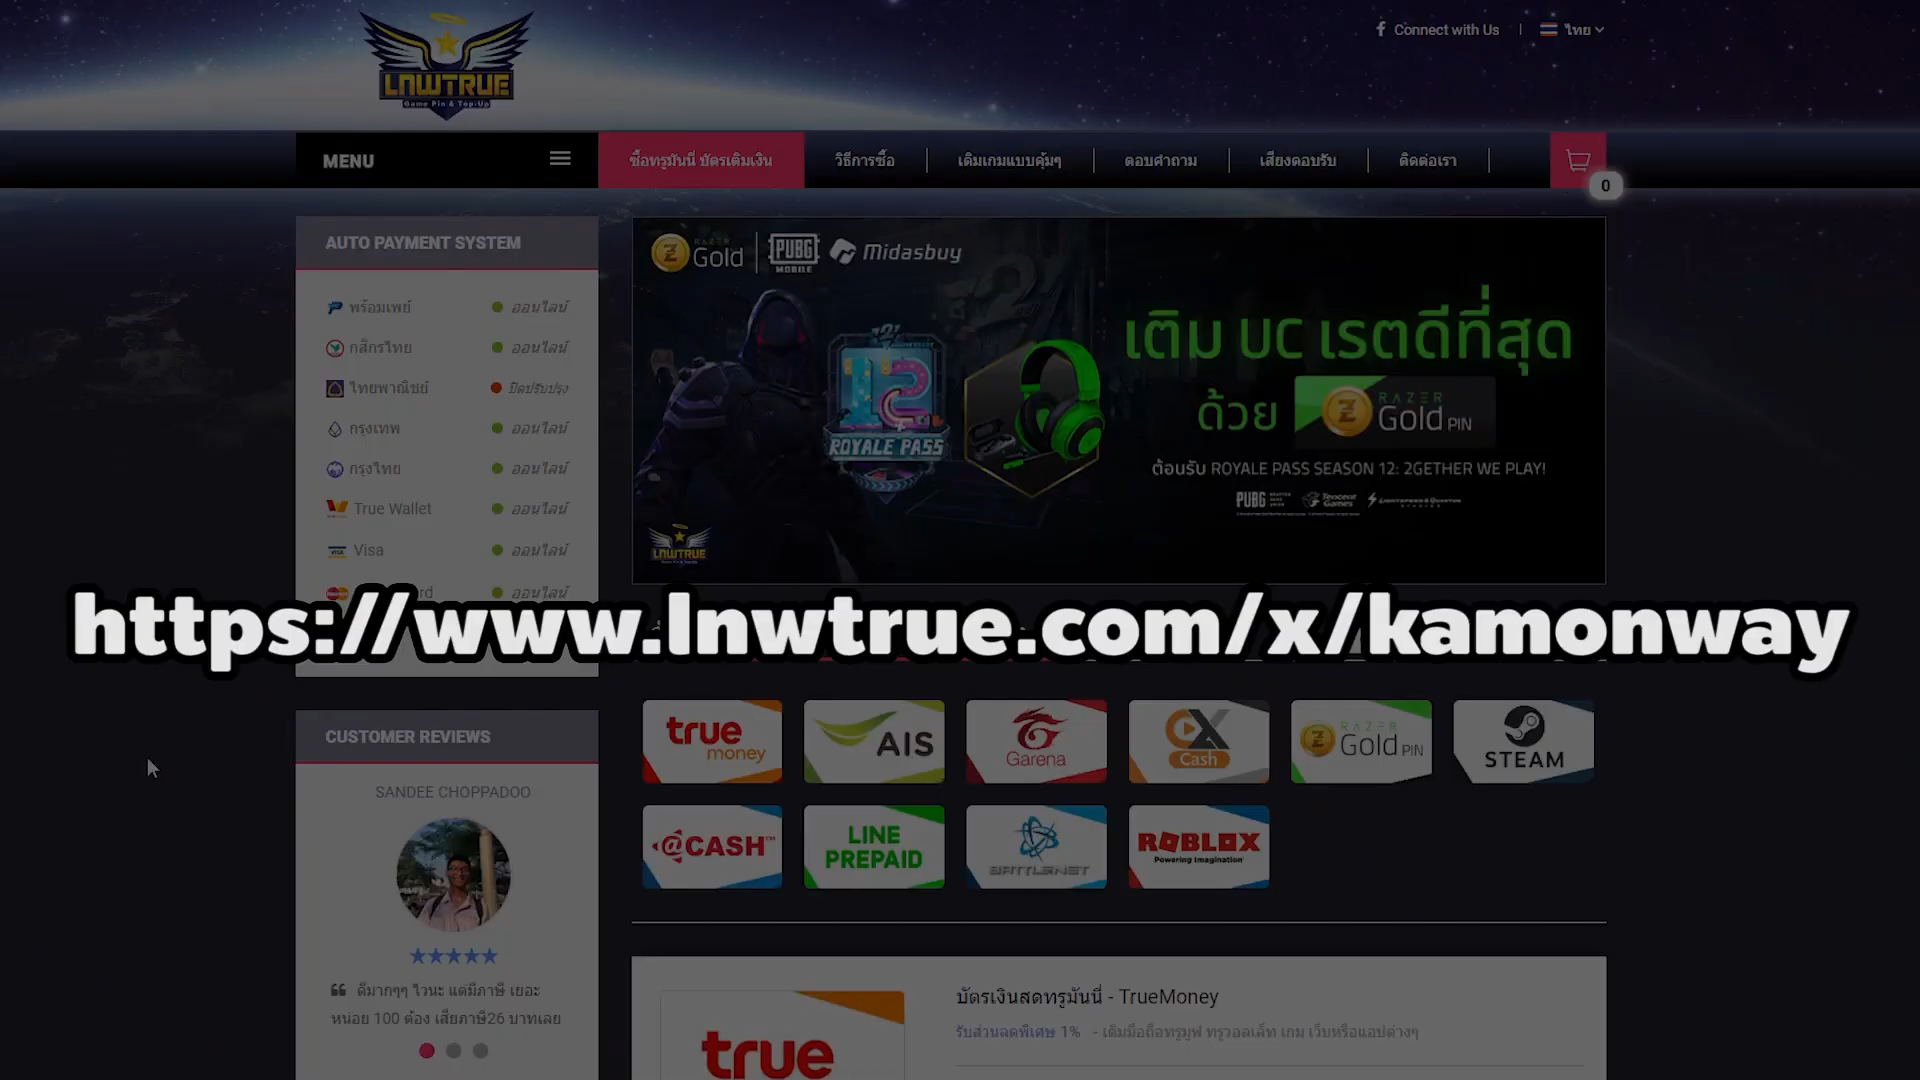 LNWTRUE
Game Pin & Top-Up
Connect with Us
ไทย
MENU
ซื้อทรูมันนี่ บัตรเติมเงิน
วิธีการซื้อ
เติมเกมแบบคุ้มๆ
ตอบคำถาม
เสียงตอบรับ
ติดต่อเรา
0
AUTO PAYMENT SYSTEM
พร้อมเพย์ ออนไลน์
กสิกรไทย ออนไลน์
ไทยพาณิชย์ ปิดปรับปรุง
กรุงเทพ ออนไลน์
กรุงไทย ออนไลน์
True Wallet ออนไลน์
Visa ออนไลน์
ออนไลน์
RAZER Gold
PUBG MOBILE
Midasbuy
เติม UC เรตดีที่สุด
ด้วย RAZER Gold PIN
ต้อนรับ ROYALE PASS SEASON 12: 2GETHER WE PLAY!
12
ROYALE PASS
PUBG
Tencent Games
LNWTRUE
https://www.lnwtrue.com/x/kamonway
true money
AIS
Garena
Cash
RAZER Gold PIN
STEAM
@CASH™
LINE PREPAID
BATTLE.NET
ROBLOX
Powering Imagination
CUSTOMER REVIEWS
SANDEE CHOPPADOO
ดีมากๆๆ ไวนะ แต่มีภาษี เยอะ
หน่อย 100 ต้อง เสียภาษี26 บาทเลย
true
บัตรเงินสดทรูมันนี่ - TrueMoney
รับส่วนลดพิเศษ 1% - เติมมือถือทรูมูฟ ทรูวอลเล็ท เกม เว็บหรือแอปต่างๆ